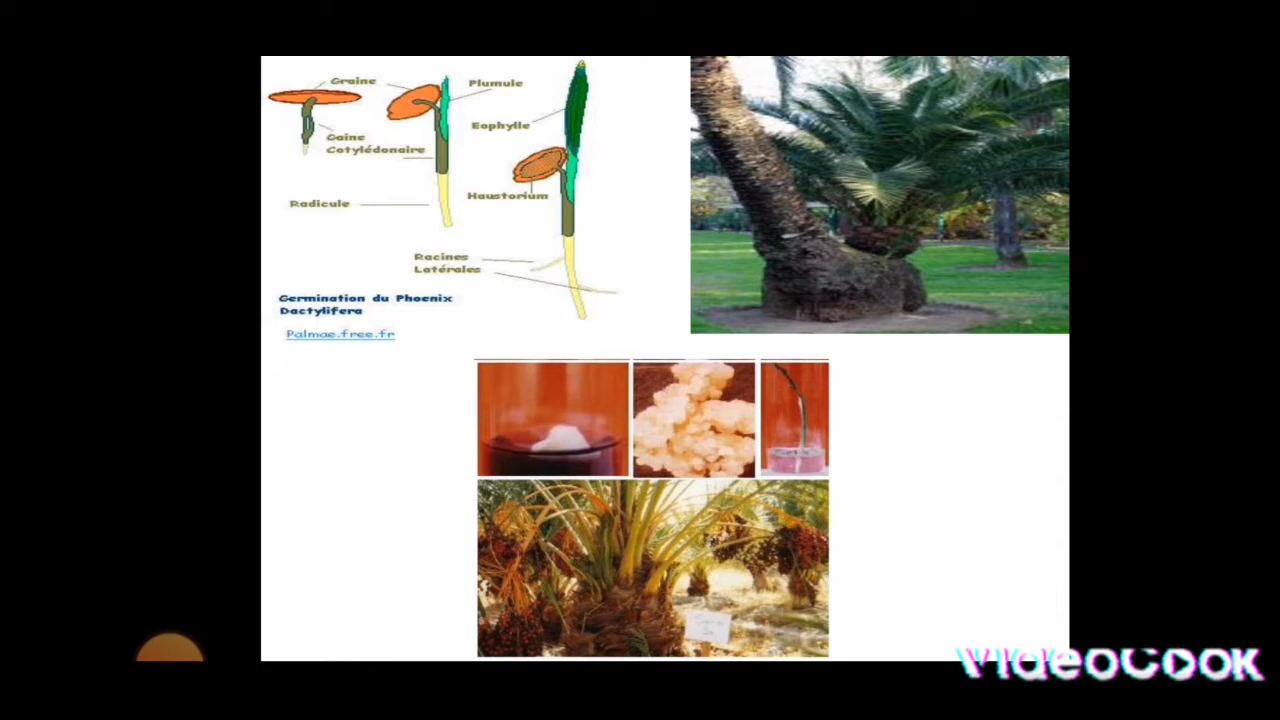 Graine
Plumule
Eophylle
Gaine
Cotylédonaire
Haustorium
Radicule
Racines
Latérales
Germination du Phoenix
Dactylifera
Palmae.free.fr
VideoCook